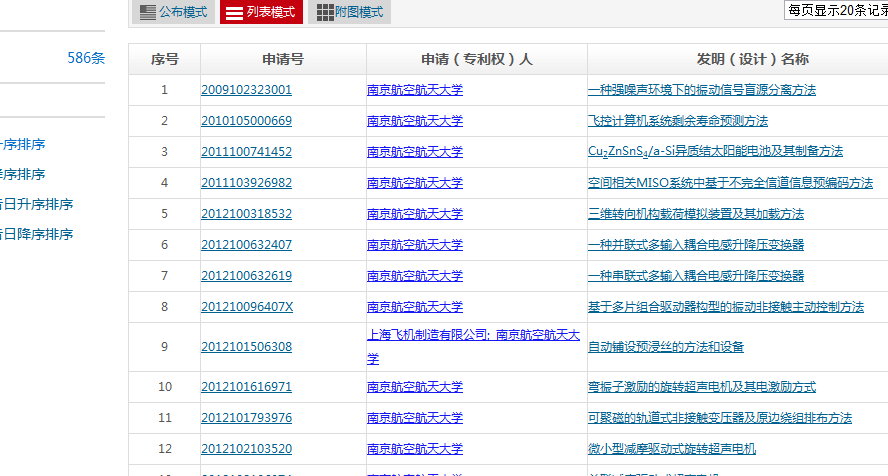 公布模式 列表模式 附图模式 每页显示20条记录
586条
序号 申请号 申请（专利权）人 发明（设计）名称
1 2009102323001 南京航空航天大学 一种强噪声环境下的振动信号盲源分离方法
2 2010105000669 南京航空航天大学 飞控计算机系统剩余寿命预测方法
序排序
3 2011100741452 南京航空航天大学 Cu2ZnSnS4/a-Si异质结太阳能电池及其制备方法
序排序
4 2011103926982 南京航空航天大学 空间相关MISO系统中基于不完全信道信息预编码方法
日升序排序
5 2012100318532 南京航空航天大学 三维转向机构载荷模拟装置及其加载方法
日降序排序
6 2012100632407 南京航空航天大学 一种并联式多输入耦合电感升降压变换器
7 2012100632619 南京航空航天大学 一种串联式多输入耦合电感升降压变换器
8 201210096407X 南京航空航天大学 基于多片组合驱动器构型的振动非接触主动控制方法
9 2012101506308 上海飞机制造有限公司; 南京航空航天大
学 自动铺设预浸丝的方法和设备
10 2012101616971 南京航空航天大学 弯振子激励的旋转超声电机及其电激励方式
11 2012101793976 南京航空航天大学 可聚磁的轨道式非接触变压器及原边绕组排布方法
12 2012102103520 南京航空航天大学 微小型减摩驱动式旋转超声电机